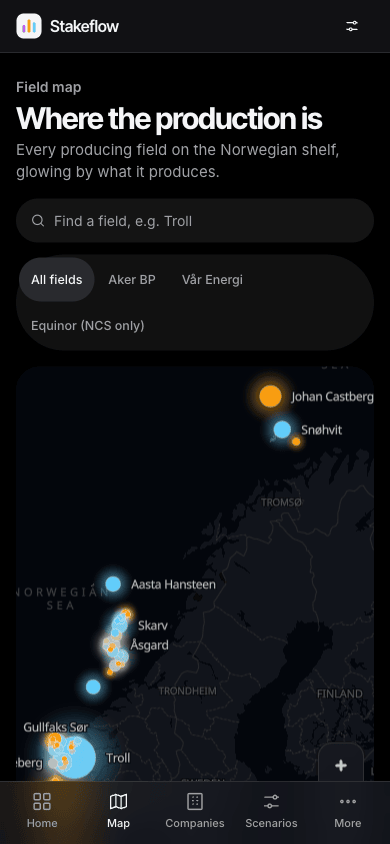 Stakeflow
Field map
Where the production is
Every producing field on the Norwegian shelf,
glowing by what it produces.
Find a field, e.g. Troll
All fields
Aker BP
Vår Energi
Equinor (NCS only)
Johan Castberg
Snøhvit
TROMSØ
Aasta Hansteen
NORWEGIAN
SEA
Skarv
Åsgard
TRONDHEIM
FINLAND
Gullfaks Sør
Troll
Home
Map
Companies
Scenarios
More